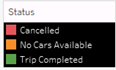 Status
Cancelled
No Cars Available
Trip Completed